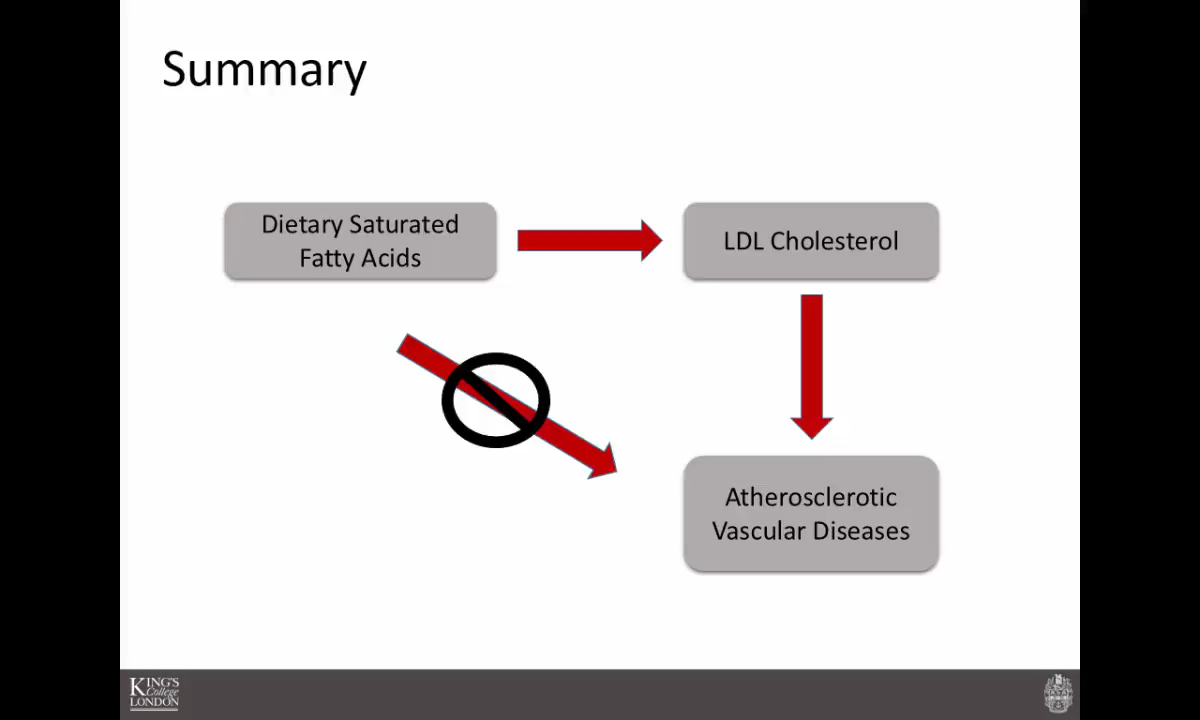 Summary
Dietary Saturated
Fatty Acids
LDL Cholesterol
Atherosclerotic
Vascular Diseases
KING'S
College
LONDON